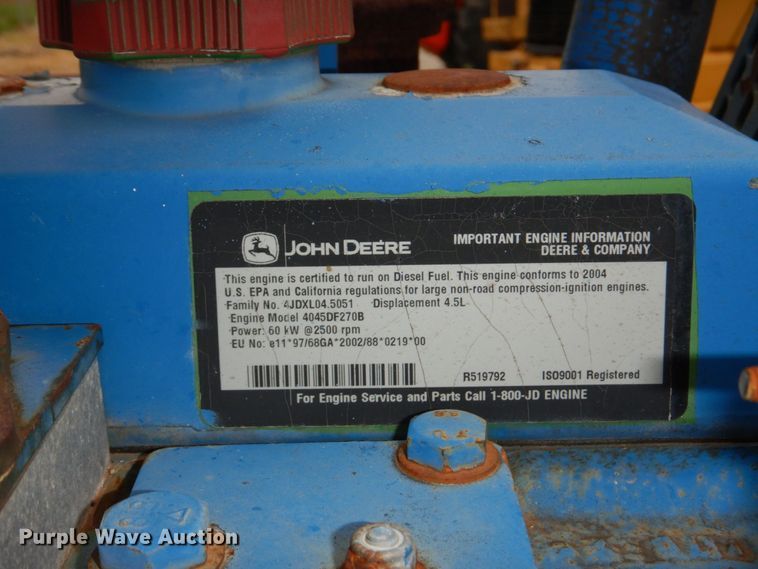 JOHN DEERE
IMPORTANT ENGINE INFORMATION
DEERE & COMPANY
This engine is certified to run on Diesel Fuel. This engine conforms to 2004
U.S. EPA and California regulations for large non-road compression-ignition engines.
Family No. 4JDXL04.5051 Displacement 4.5L
Engine Model 4045DF270B
Power: 60 kW @2500 rpm
EU No: e11*97/68GA*2002/88*0219*00
R519792 ISO9001 Registered
For Engine Service and Parts Call 1-800-JD ENGINE
Purple Wave Auction